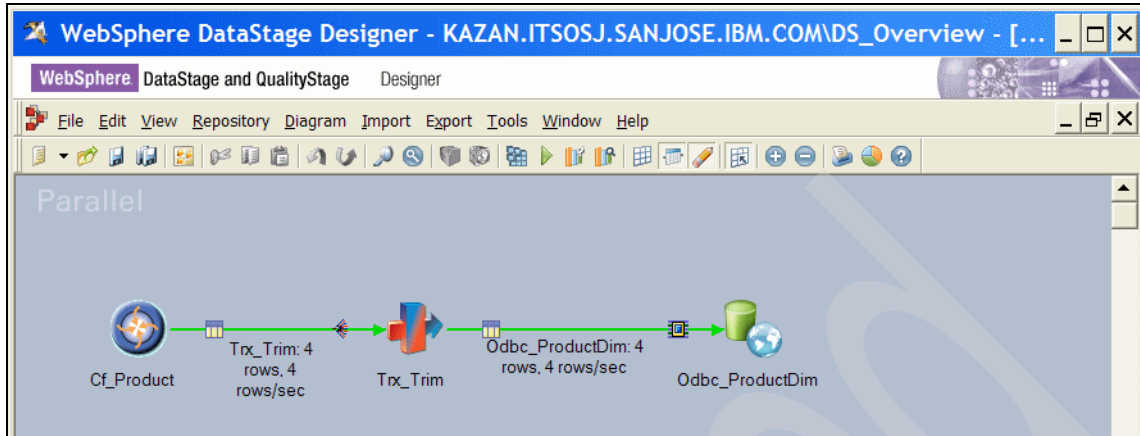 WebSphere DataStage Designer - KAZAN.ITSOSJ.SANJOSE.IBM.COM\DS_Overview - [...
WebSphere. DataStage and QualityStage Designer
File Edit View Repository Diagram Import Export Tools Window Help
Parallel
Trx_Trim: 4
rows, 4
rows/sec
Odbc_ProductDim: 4
rows, 4 rows/sec
Cf_Product
Trx_Trim
Odbc_ProductDim